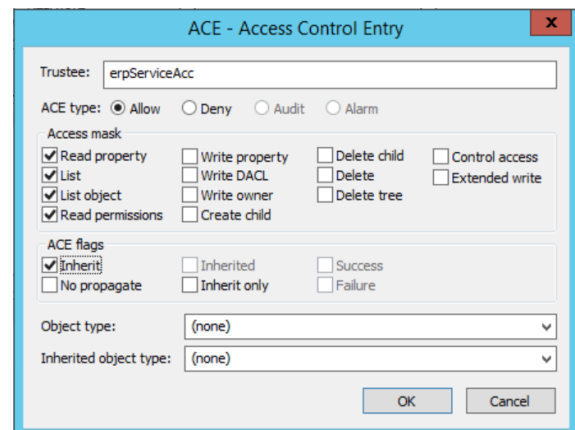 ACE - Access Control Entry x
Trustee: erpServiceAcc
ACE type: Allow Deny Audit Alarm
Access mask
Read property Write property Delete child Control access
List Write DACL Delete Extended write
List object Write owner Delete tree
Read permissions Create child
ACE flags
Inherit Inherited Success
No propagate Inherit only Failure
Object type: (none)
Inherited object type: (none)
OK Cancel